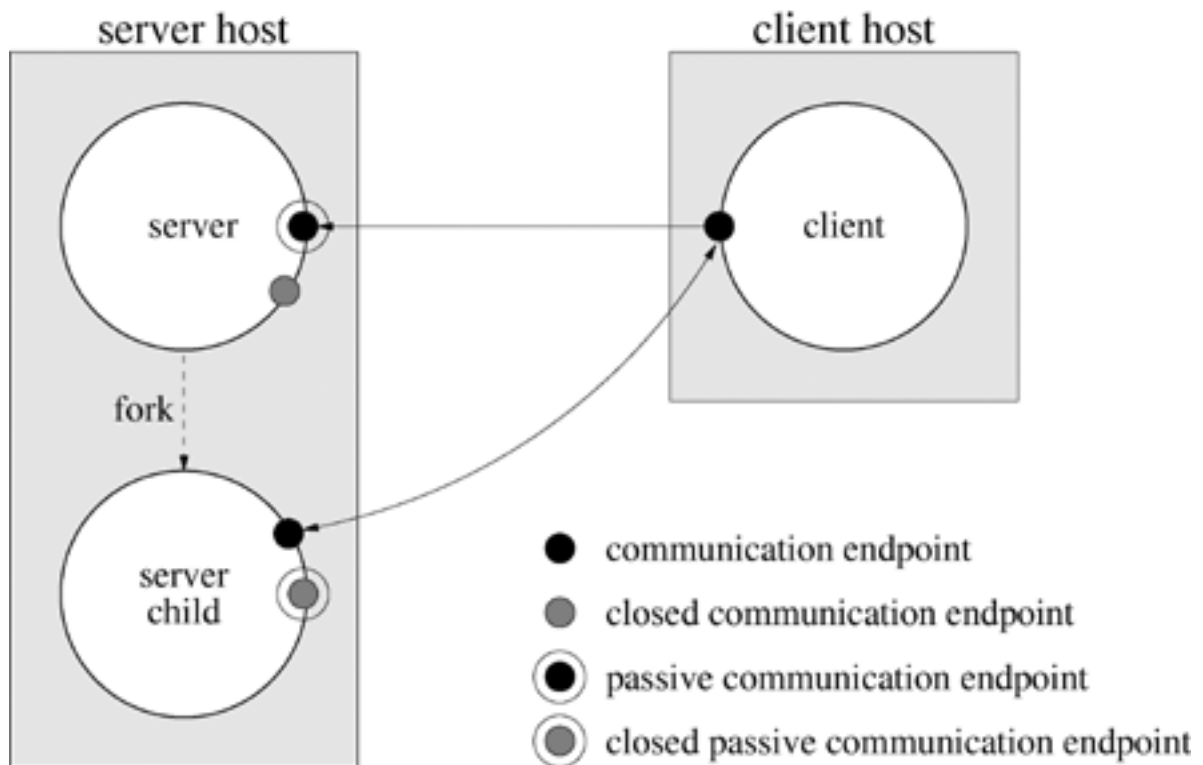 server host
client host
server
client
fork
server
child
communication endpoint
closed communication endpoint
passive communication endpoint
closed passive communication endpoint